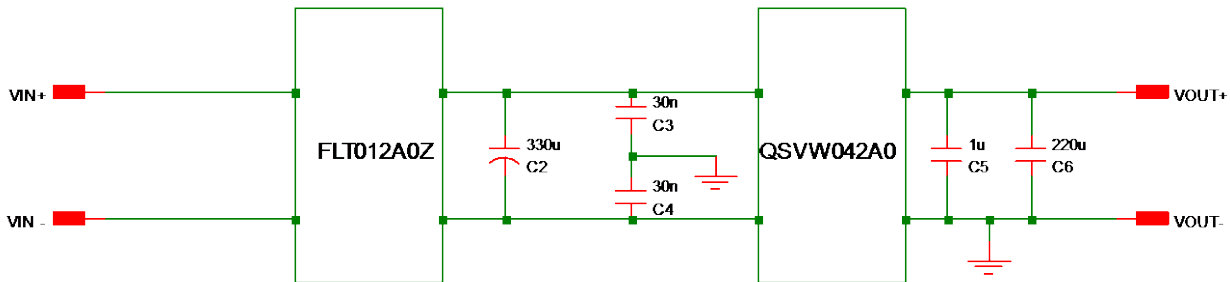 VIN+
FLT012A0Z
330u
C2
30n
C3
30n
C4
QSVW042A0
1u
C5
220u
C6
VOUT+
VIN -
VOUT-